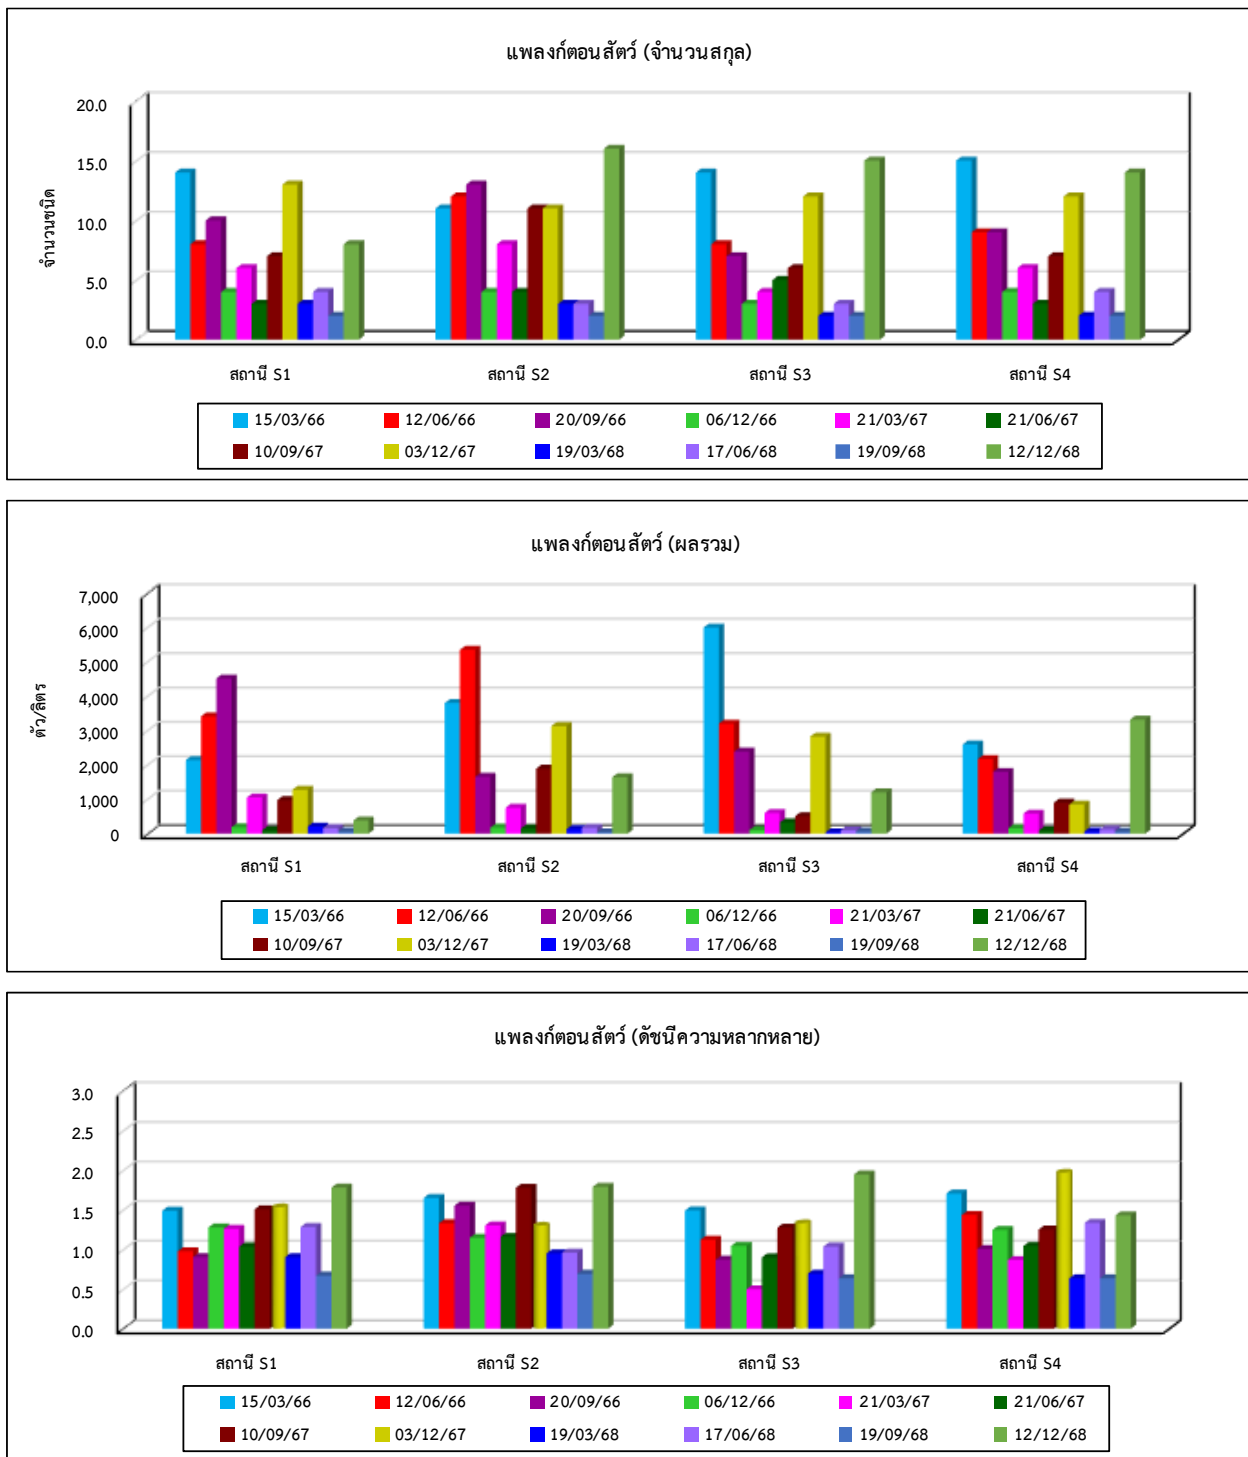 แพลงก์ตอนสัตว์ (จำนวนสกุล)
จำนวนชนิด
20.0
15.0
10.0
5.0
0.0
สถานี S1 สถานี S2 สถานี S3 สถานี S4
15/03/66 12/06/66 20/09/66 06/12/66 21/03/67 21/06/67
10/09/67 03/12/67 19/03/68 17/06/68 19/09/68 12/12/68
แพลงก์ตอนสัตว์ (ผลรวม)
ตัว/ลิตร
7,000
6,000
5,000
4,000
3,000
2,000
1,000
0
สถานี S1 สถานี S2 สถานี S3 สถานี S4
15/03/66 12/06/66 20/09/66 06/12/66 21/03/67 21/06/67
10/09/67 03/12/67 19/03/68 17/06/68 19/09/68 12/12/68
แพลงก์ตอนสัตว์ (ดัชนีความหลากหลาย)
3.0
2.5
2.0
1.5
1.0
0.5
0.0
สถานี S1 สถานี S2 สถานี S3 สถานี S4
15/03/66 12/06/66 20/09/66 06/12/66 21/03/67 21/06/67
10/09/67 03/12/67 19/03/68 17/06/68 19/09/68 12/12/68